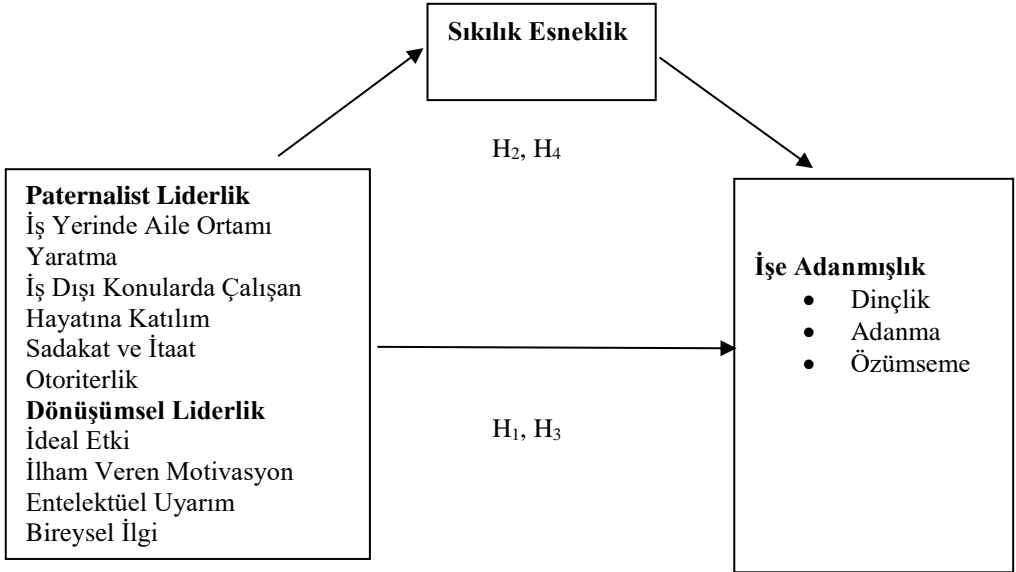 Sıkılık Esneklik
H₂, H₄
Paternalist Liderlik
İş Yerinde Aile Ortamı
Yaratma
İş Dışı Konularda Çalışan
Hayatına Katılım
Sadakat ve İtaat
Otoriterlik
Dönüşümsel Liderlik
İdeal Etki
İlham Veren Motivasyon
Entelektüel Uyarım
Bireysel İlgi
H₁, H₃
İşe Adanmışlık
• Dinçlik
• Adanma
• Özümseme